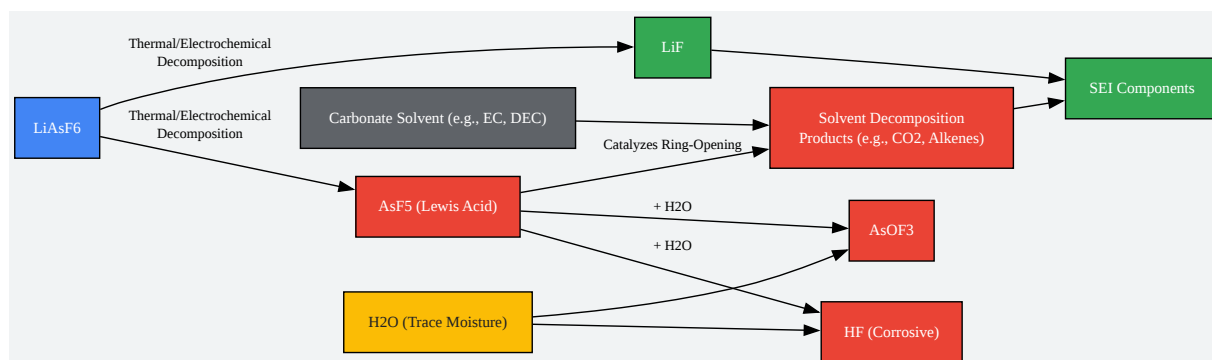 Thermal/Electrochemical
Decomposition
LiF
SEI Components
LiAsF6
Thermal/Electrochemical
Decomposition
Carbonate Solvent (e.g., EC, DEC)
Solvent Decomposition
Products (e.g., CO2, Alkenes)
Catalyzes Ring-Opening
AsF5 (Lewis Acid)
+ H2O
AsOF3
+ H2O
H2O (Trace Moisture)
HF (Corrosive)